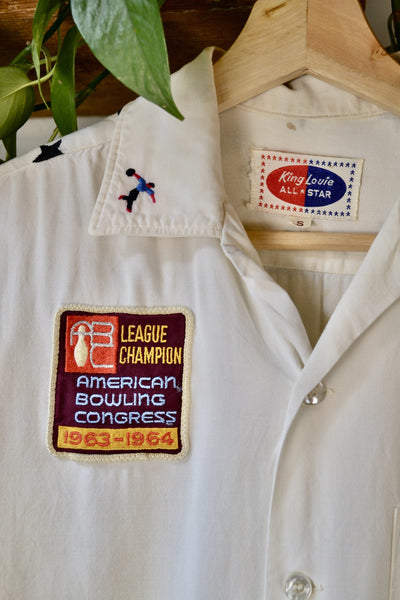 King Louie
ALL ★ STAR
S
ABC
LEAGUE
CHAMPION
AMERICAN
BOWLING
CONGRESS
1963-1964